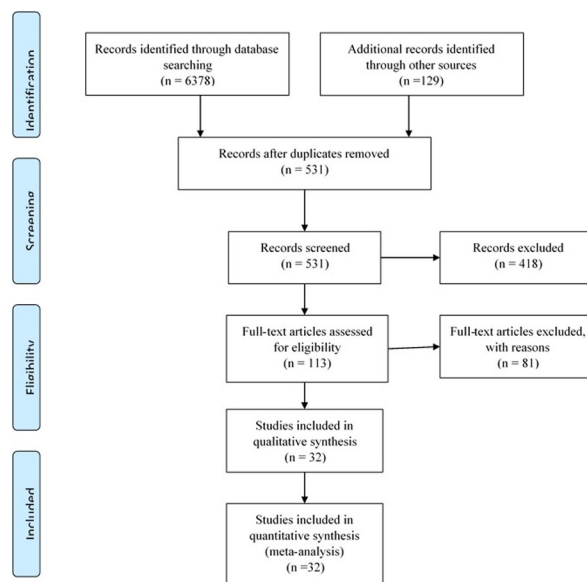 Identification
Records identified through database
searching
(n = 6378)
Additional records identified
through other sources
(n =129)
Records after duplicates removed
(n = 531)
Screening
Records screened
(n = 531)
Records excluded
(n = 418)
Eligibility
Full-text articles assessed
for eligibility
(n = 113)
Full-text articles excluded,
with reasons
(n = 81)
Studies included in
qualitative synthesis
(n = 32)
Included
Studies included in
quantitative synthesis
(meta-analysis)
(n =32)